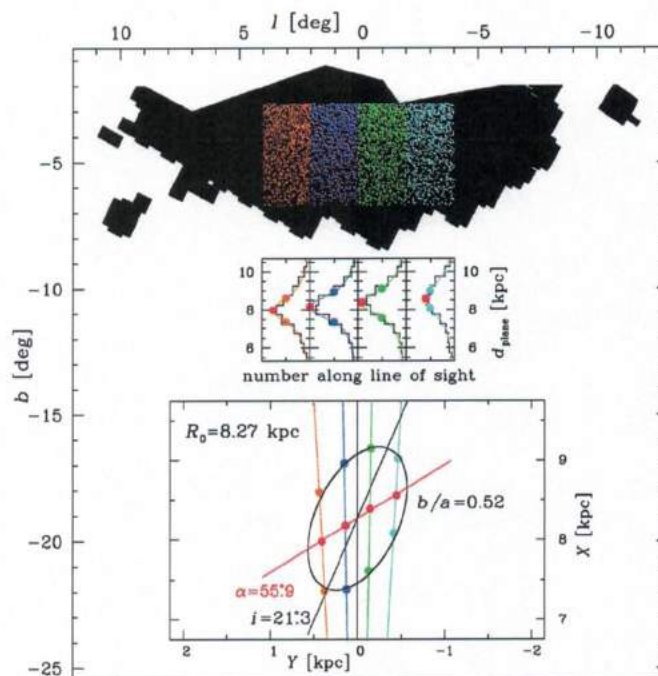 l [deg]
10 5 0 -5 -10
-5
-10
-15
-20
-25
b [deg]
10
8
6
10
8
6
d plane [kpc]
number along line of sight
R0=8.27 kpc
b/a=0.52
α=55°.9
i=21°.3
9
8
7
X [kpc]
2 1 0 -1 -2
Y [kpc]